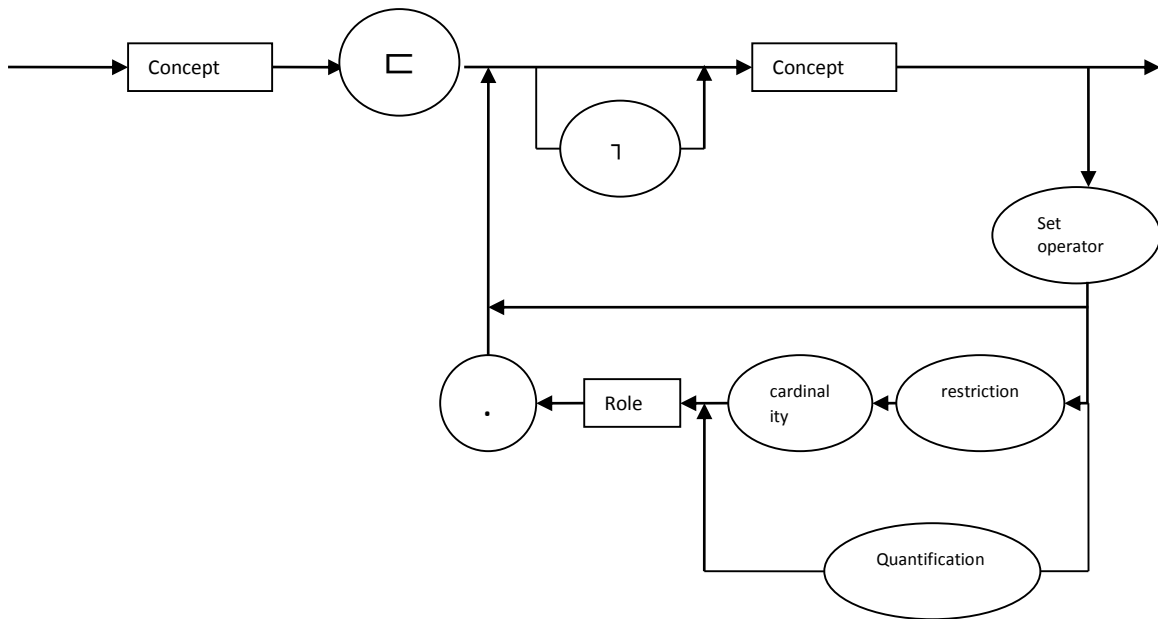 Concept
⊏
Concept
┐
Set
operator
.
Role
cardinal
ity
restriction
Quantification